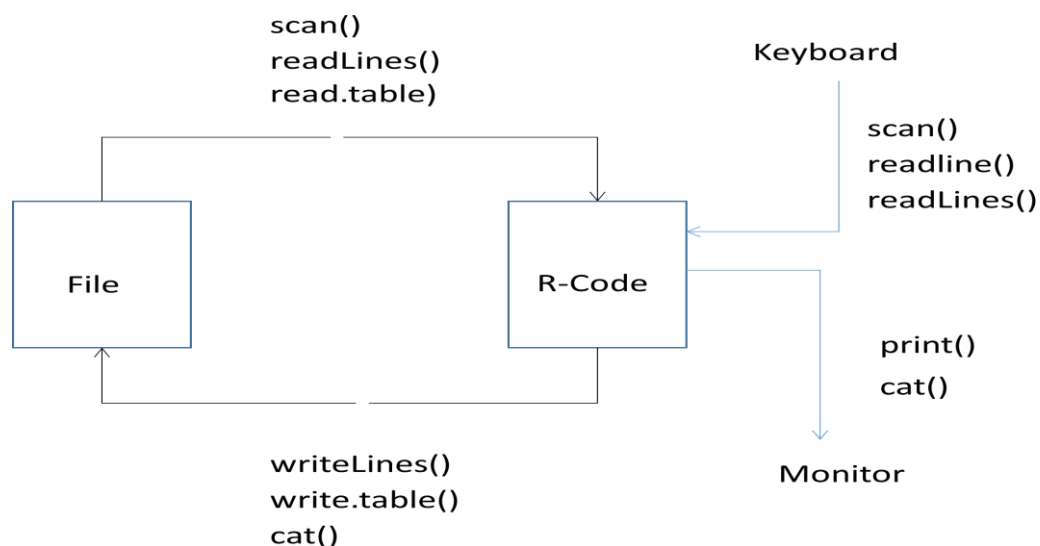 scan()
readLines()
read.table)
Keyboard
scan()
readline()
readLines()
File
R-Code
print()
cat()
Monitor
writeLines()
write.table()
cat()